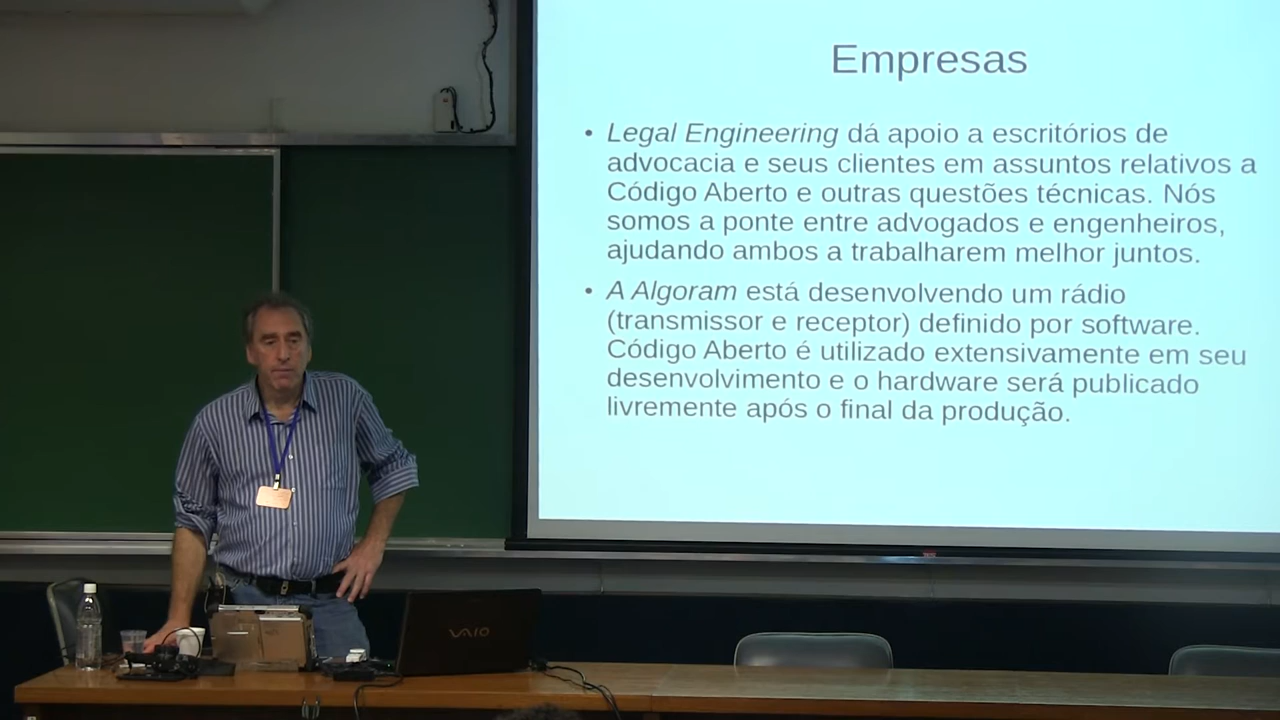 Empresas
• Legal Engineering dá apoio a escritórios de
advocacia e seus clientes em assuntos relativos a
Código Aberto e outras questões técnicas. Nós
somos a ponte entre advogados e engenheiros,
ajudando ambos a trabalharem melhor juntos.
• A Algoram está desenvolvendo um rádio
(transmissor e receptor) definido por software.
Código Aberto é utilizado extensivamente em seu
desenvolvimento e o hardware será publicado
livremente após o final da produção.
VAIO